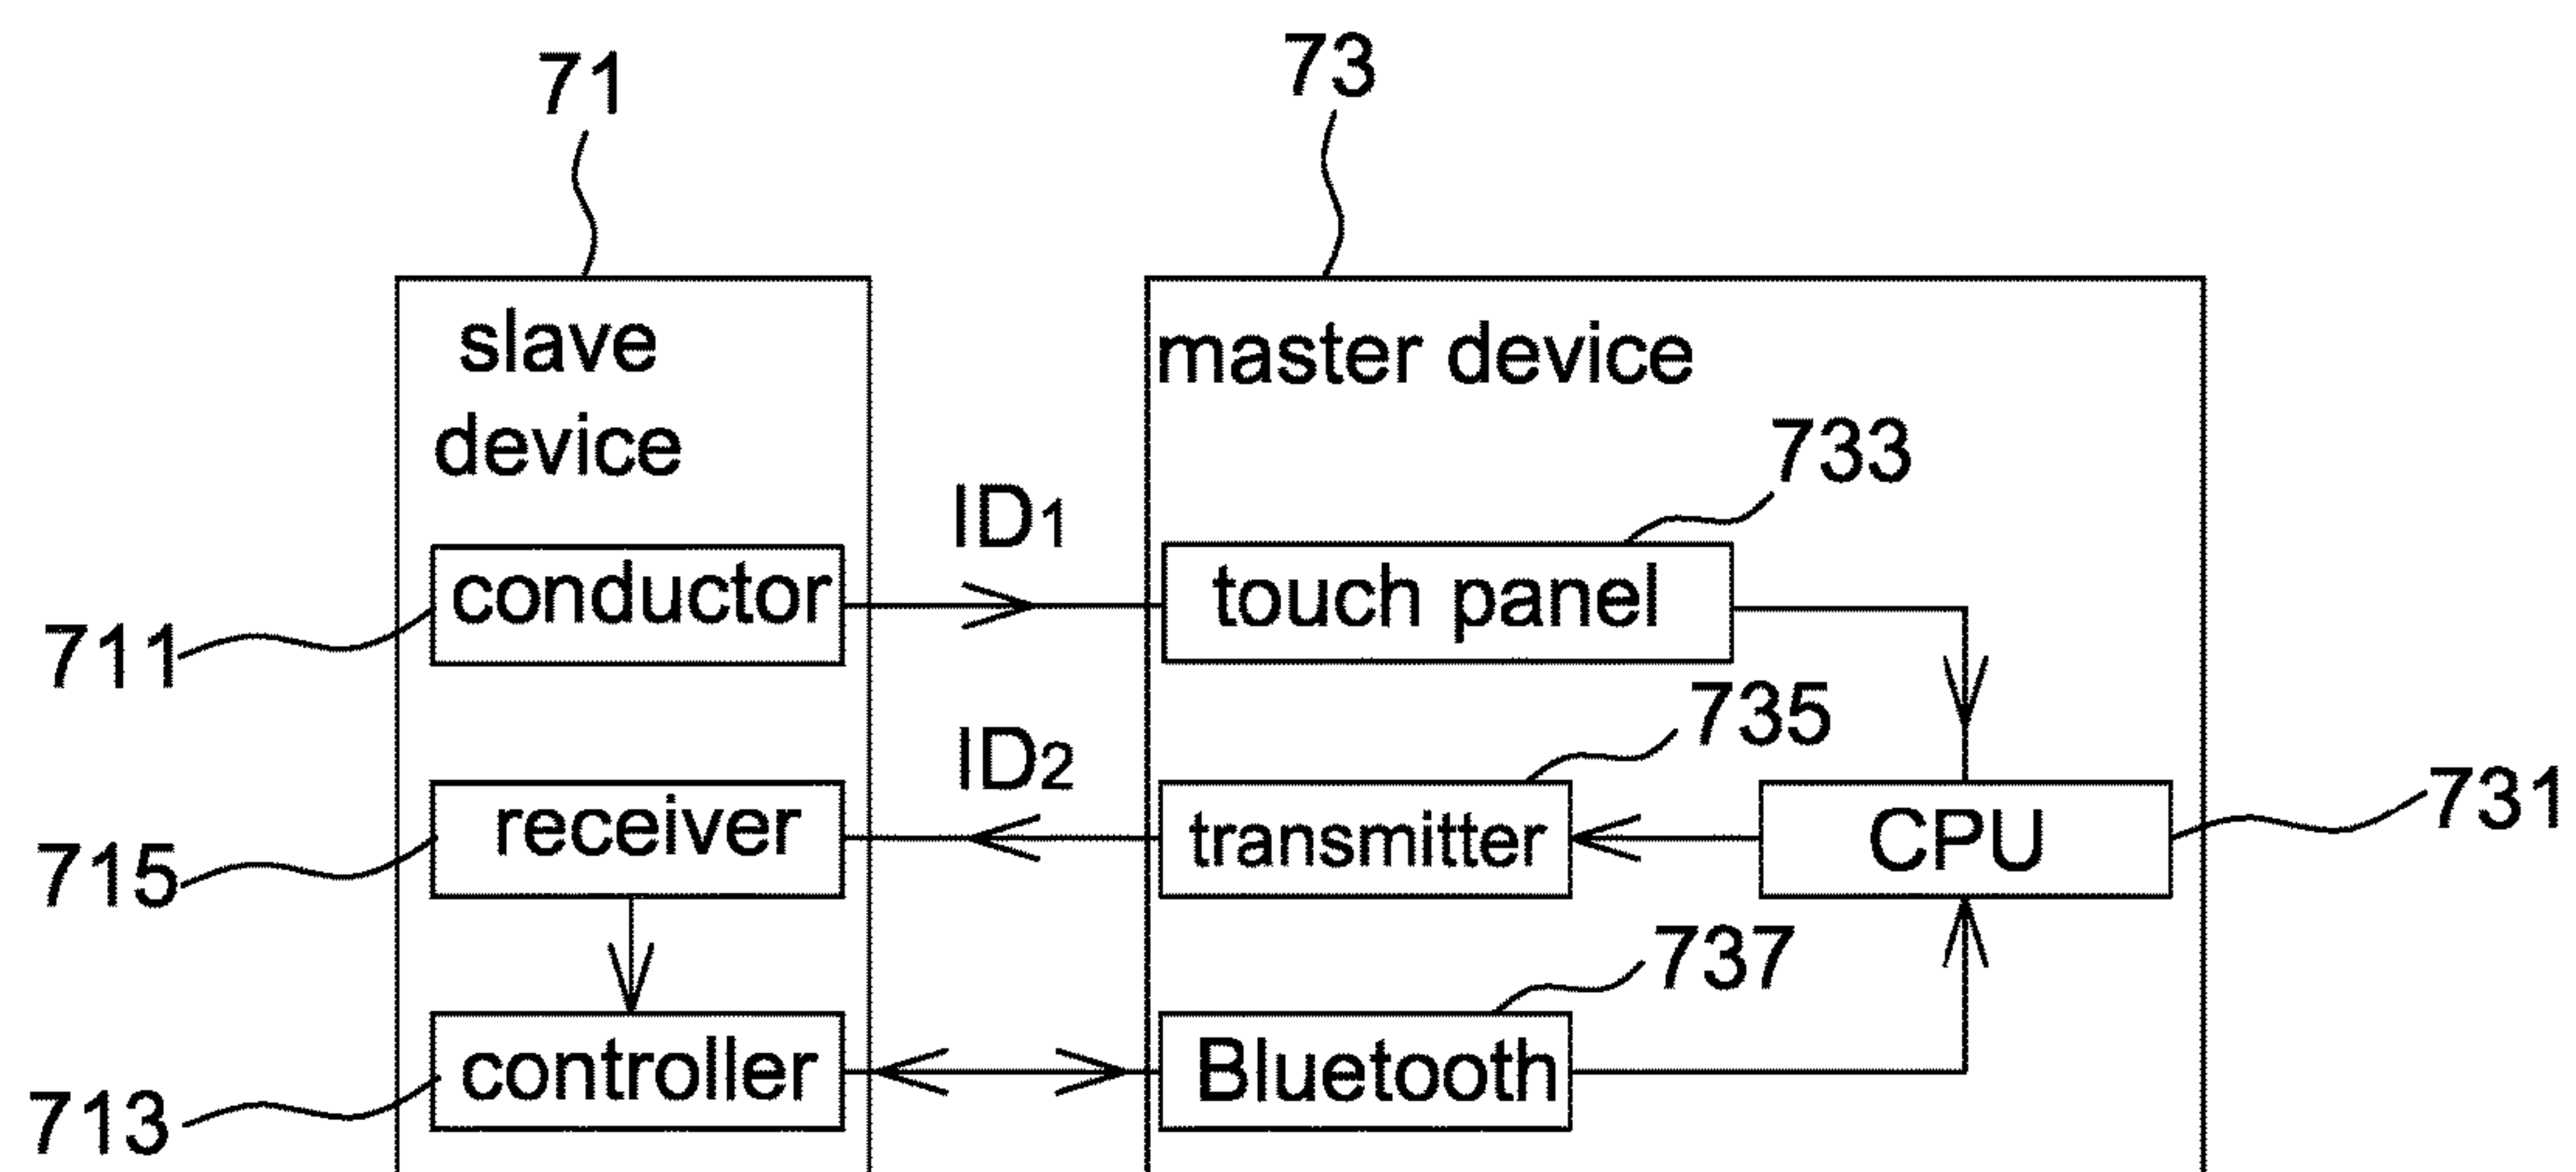 71
73
slave
device
master device
733
ID1
conductor
touch panel
711
735
ID2
731
receiver
transmitter
CPU
715
737
controller
Bluetooth
713